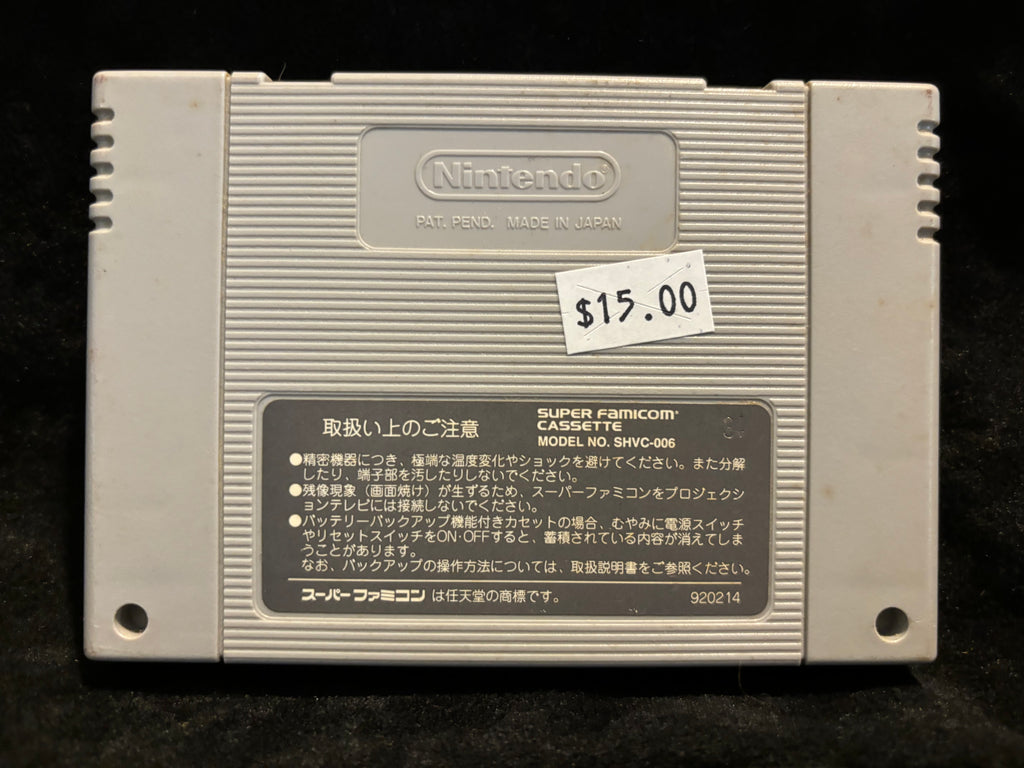 Nintendo®
PAT. PEND. MADE IN JAPAN
$15.00
取扱い上のご注意
SUPER FAMICOM
CASSETTE
MODEL NO. SHVC-006
●精密機器につき、極端な温度変化やショックを避けてください。また分解
したり、端子部を汚したりしないでください。
●残像現象（画面焼け）が生ずるため、スーパーファミコンをプロジェクシ
ョンテレビには接続しないでください。
●バッテリーバックアップ機能付きカセットの場合、むやみに電源スイッチ
やリセットスイッチをON·OFFすると、蓄積されている内容が消えてしま
うことがあります。
なお、バックアップの操作方法については、取扱説明書をご参照ください。
スーパーファミコン は任天堂の商標です。
920214